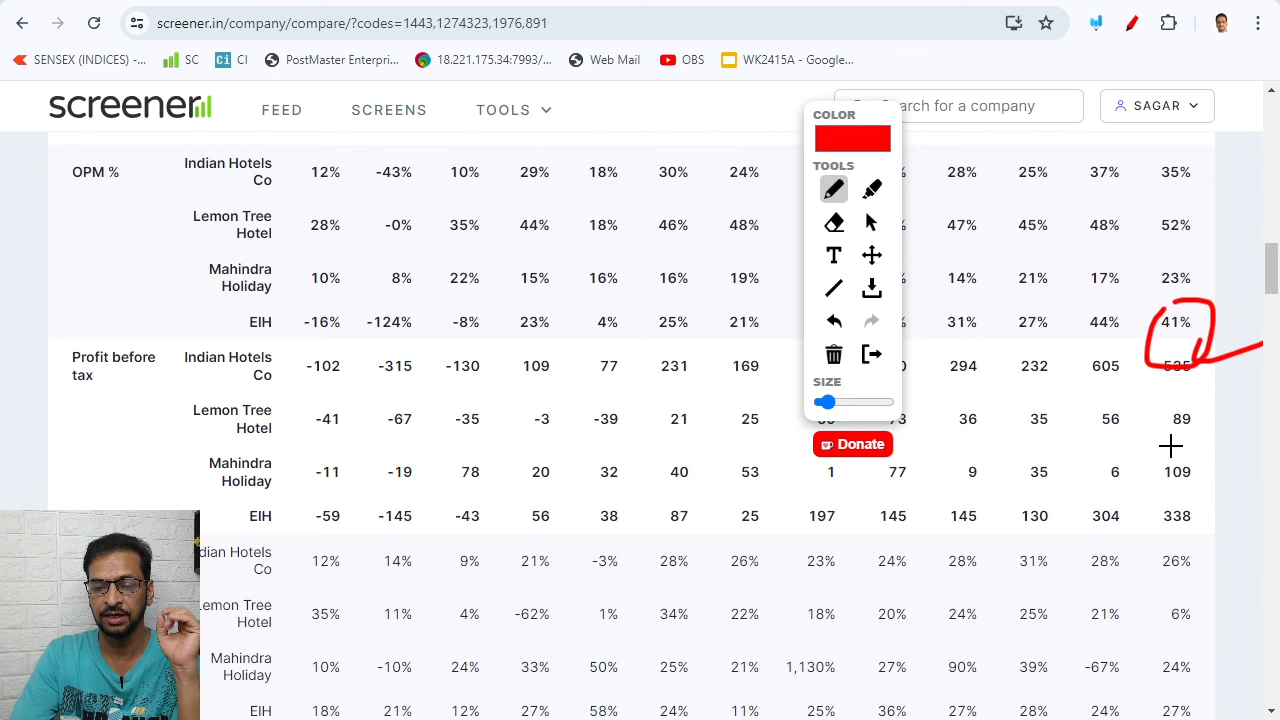 screener.in/company/compare/?codes=1443,1274323,1976,891
SENSEX (INDICES) -... SC CI PostMaster Enterpri... 18.221.175.34:7993/... Web Mail OBS WK2415A - Google...
screener FEED SCREENS TOOLS earch for a company SAGAR
COLOR
TOOLS
T
SIZE
Donate
OPM % Indian Hotels Co 12% -43% 10% 29% 18% 30% 24% % 28% 25% 37% 35%
Lemon Tree Hotel 28% -0% 35% 44% 18% 46% 48% 47% 45% 48% 52%
Mahindra Holiday 10% 8% 22% 15% 16% 16% 19% % 14% 21% 17% 23%
EIH -16% -124% -8% 23% 4% 25% 21% % 31% 27% 44% 41%
Profit before tax Indian Hotels Co -102 -315 -130 109 77 231 169 0 294 232 605
Lemon Tree Hotel -41 -67 -35 -3 -39 21 25 36 35 56 89
Mahindra Holiday -11 -19 78 20 32 40 53 1 77 9 35 6 109
EIH -59 -145 -43 56 38 87 25 197 145 145 130 304 338
dian Hotels Co 12% 14% 9% 21% -3% 28% 26% 23% 24% 28% 31% 28% 26%
emon Tree Hotel 35% 11% 4% -62% 1% 34% 22% 18% 20% 24% 25% 21% 6%
Mahindra Holiday 10% -10% 24% 33% 50% 25% 21% 1,130% 27% 90% 39% -67% 24%
EIH 18% 21% 12% 27% 58% 24% 11% 25% 36% 27% 28% 24% 27%